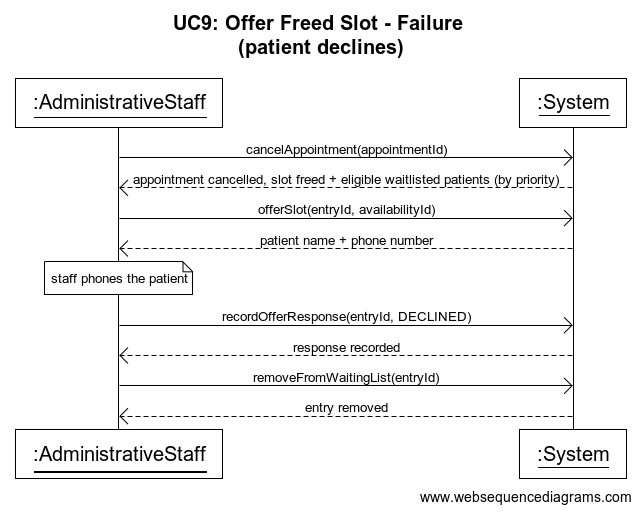 UC9: Offer Freed Slot - Failure
(patient declines)
:AdministrativeStaff
:System
cancelAppointment(appointmentId)
appointment cancelled, slot freed + eligible waitlisted patients (by priority)
offerSlot(entryId, availabilityId)
patient name + phone number
staff phones the patient
recordOfferResponse(entryId, DECLINED)
response recorded
removeFromWaitingList(entryId)
entry removed
:AdministrativeStaff
:System
www.websequencediagrams.com